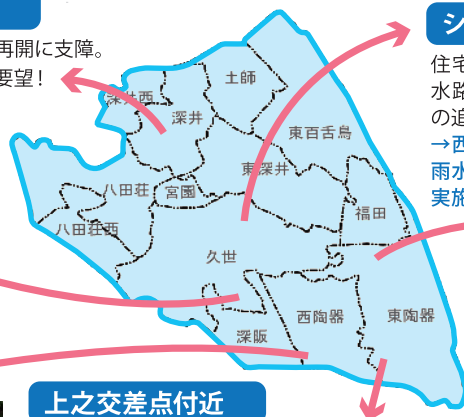 再開に支障。
要望！
シ
住宅
水路
の追
→西
雨水
実施
土師
深井西
深井
東百舌鳥
東深井
八田荘
宮園
福田
八田荘西
久世
西陶器
東陶器
深阪
上之交差点付近